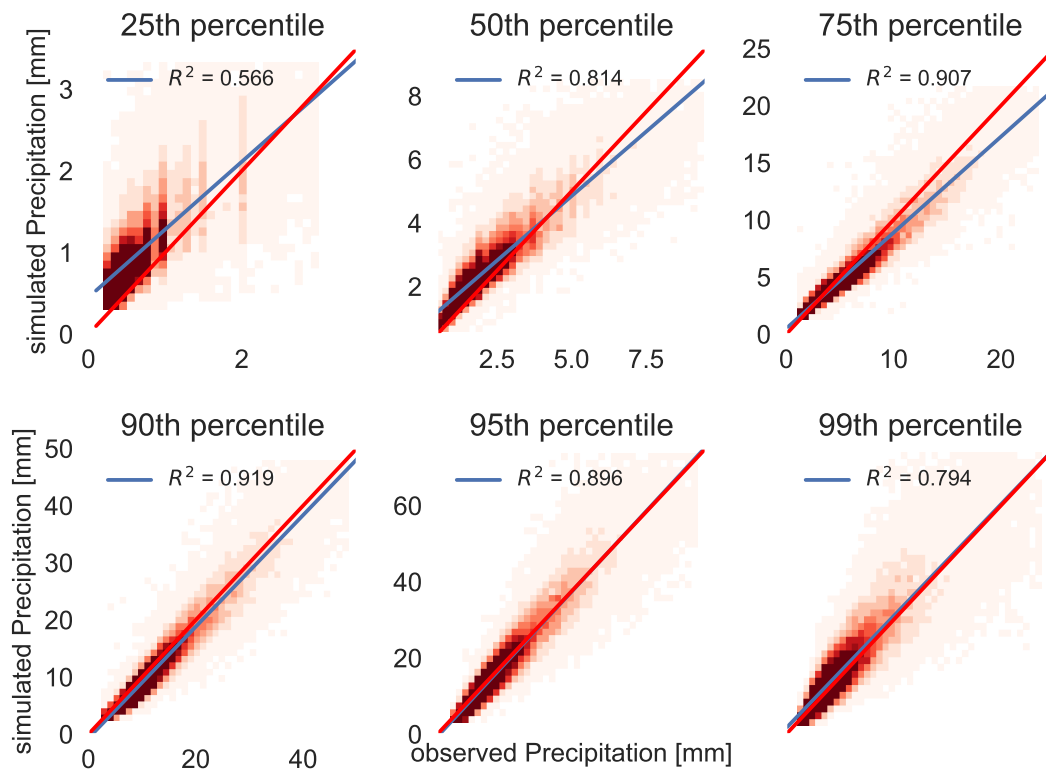 25th percentile
50th percentile
75th percentile
simulated Precipitation [mm]
R² = 0.566
R² = 0.814
R² = 0.907
3
2
1
0
0
2
8
6
4
2
2.5
5.0
7.5
25
20
15
10
5
0
0
10
20
90th percentile
95th percentile
99th percentile
simulated Precipitation [mm]
R² = 0.919
R² = 0.896
R² = 0.794
50
40
30
20
10
0
0
20
40
60
40
20
0
observed Precipitation [mm]